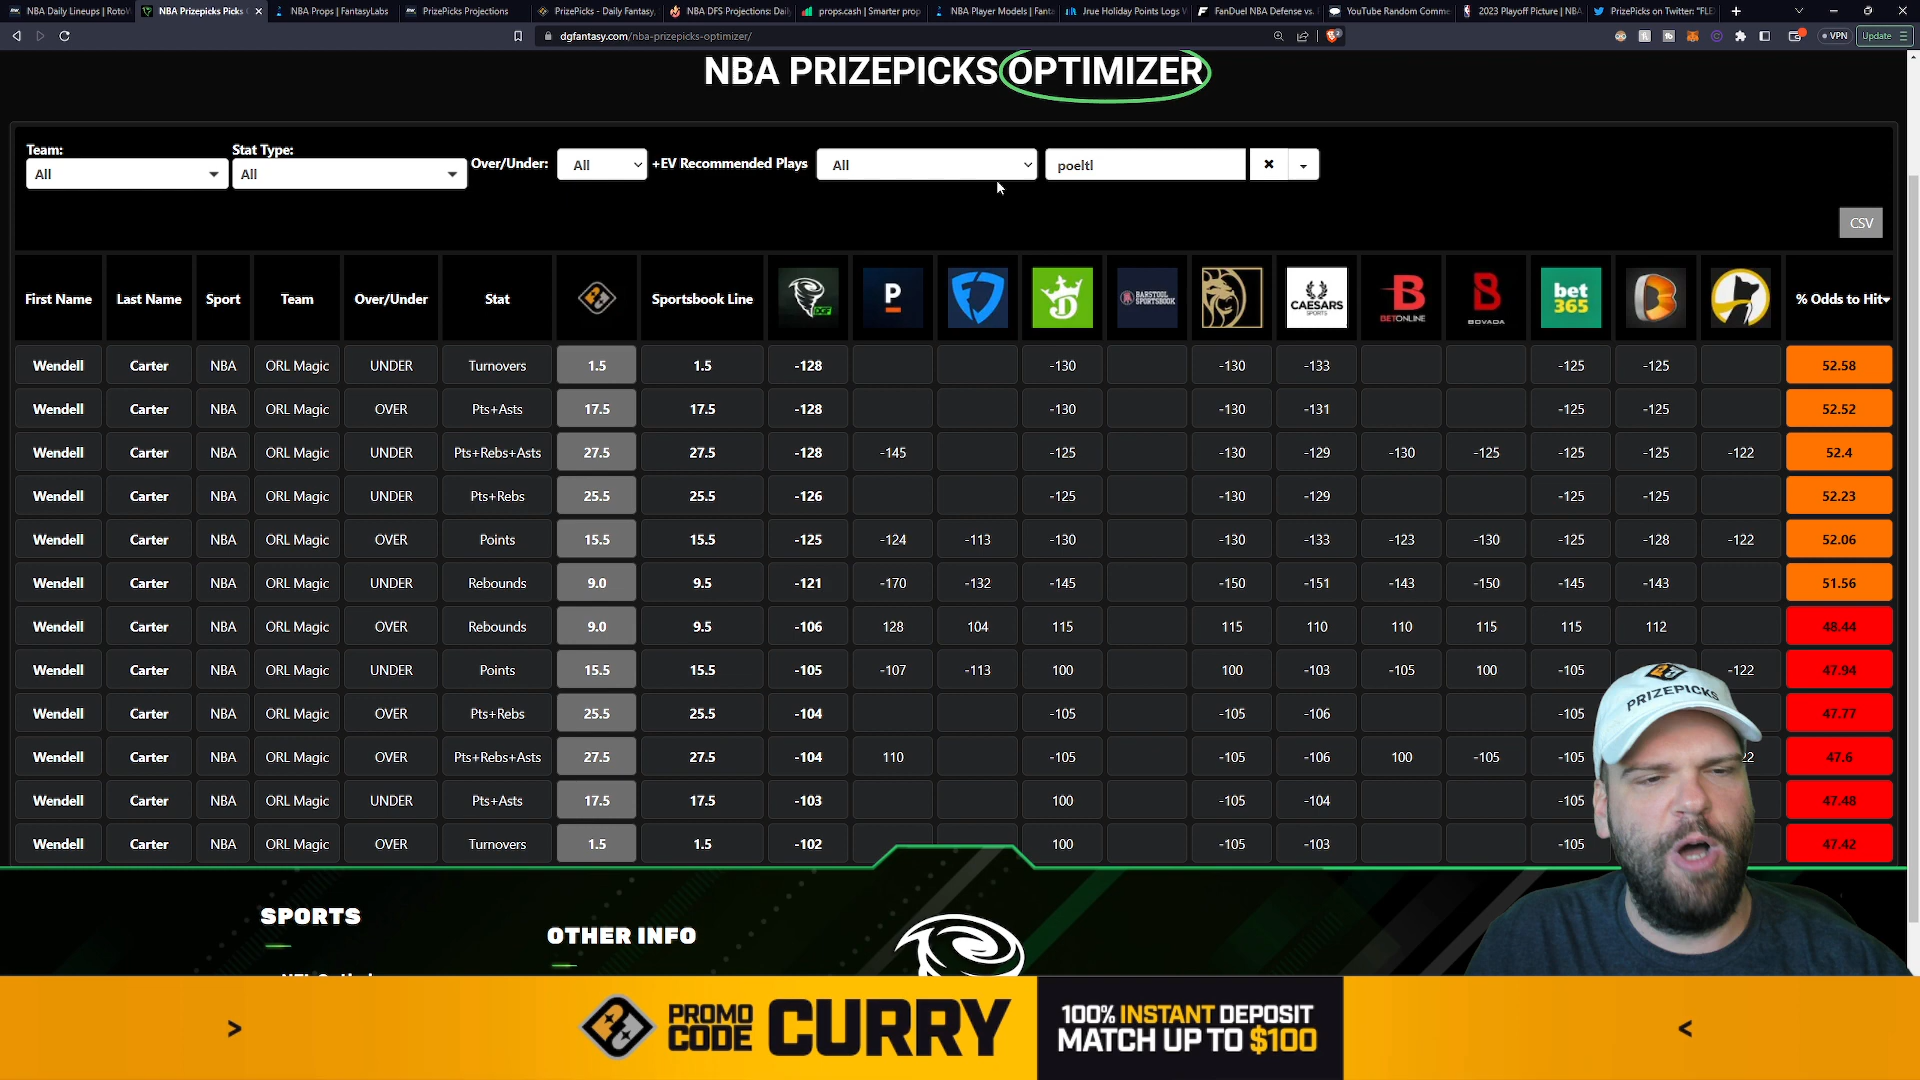 NBA Daily Lineups | RotoW
NBA Prizepicks Picks
NBA Props | FantasyLabs
PrizePicks Projections
PrizePicks - Daily Fantasy,
NBA DFS Projections: Dail
props.cash | Smarter prop
NBA Player Models | Fanta
Jrue Holiday Points Logs V
FanDuel NBA Defense vs.
YouTube Random Comme
2023 Playoff Picture | NBA
PrizePicks on Twitter: "FLE
dgfantasy.com/nba-prizepicks-optimizer/
VPN
Update
NBA PRIZEPICKS OPTIMIZER
Team:
All
Stat Type:
All
Over/Under: All
+EV Recommended Plays All
poeltl
CSV
First Name Last Name Sport Team Over/Under Stat Sportsbook Line DGF P BARSTOOL SPORTSBOOK CAESARS SPORTS B BETONLINE B BOVADA bet365 % Odds to Hit
Wendell Carter NBA ORL Magic UNDER Turnovers 1.5 1.5 -128 -130 -130 -133 -125 -125 52.58
Wendell Carter NBA ORL Magic OVER Pts+Asts 17.5 17.5 -128 -130 -130 -131 -125 -125 52.52
Wendell Carter NBA ORL Magic UNDER Pts+Rebs+Asts 27.5 27.5 -128 -145 -125 -130 -129 -130 -125 -125 -125 -122 52.4
Wendell Carter NBA ORL Magic UNDER Pts+Rebs 25.5 25.5 -126 -125 -130 -129 -125 -125 52.23
Wendell Carter NBA ORL Magic OVER Points 15.5 15.5 -125 -124 -113 -130 -130 -133 -123 -130 -125 -128 -122 52.06
Wendell Carter NBA ORL Magic UNDER Rebounds 9.0 9.5 -121 -170 -132 -145 -150 -151 -143 -150 -145 -143 51.56
Wendell Carter NBA ORL Magic OVER Rebounds 9.0 9.5 -106 128 104 115 115 110 110 115 115 112 48.44
Wendell Carter NBA ORL Magic UNDER Points 15.5 15.5 -105 -107 -113 100 100 -103 -105 100 -105 -122 47.94
Wendell Carter NBA ORL Magic OVER Pts+Rebs 25.5 25.5 -104 -105 -105 -106 -105 47.77
Wendell Carter NBA ORL Magic OVER Pts+Rebs+Asts 27.5 27.5 -104 110 -105 -105 -106 100 -105 -105 22 47.6
Wendell Carter NBA ORL Magic UNDER Pts+Asts 17.5 17.5 -103 100 -105 -104 -105 47.48
Wendell Carter NBA ORL Magic OVER Turnovers 1.5 1.5 -102 100 -105 -103 -105 47.42
PRIZEPICKS
SPORTS
OTHER INFO
>
PROMO CODE CURRY
100% INSTANT DEPOSIT
MATCH UP TO $100
<